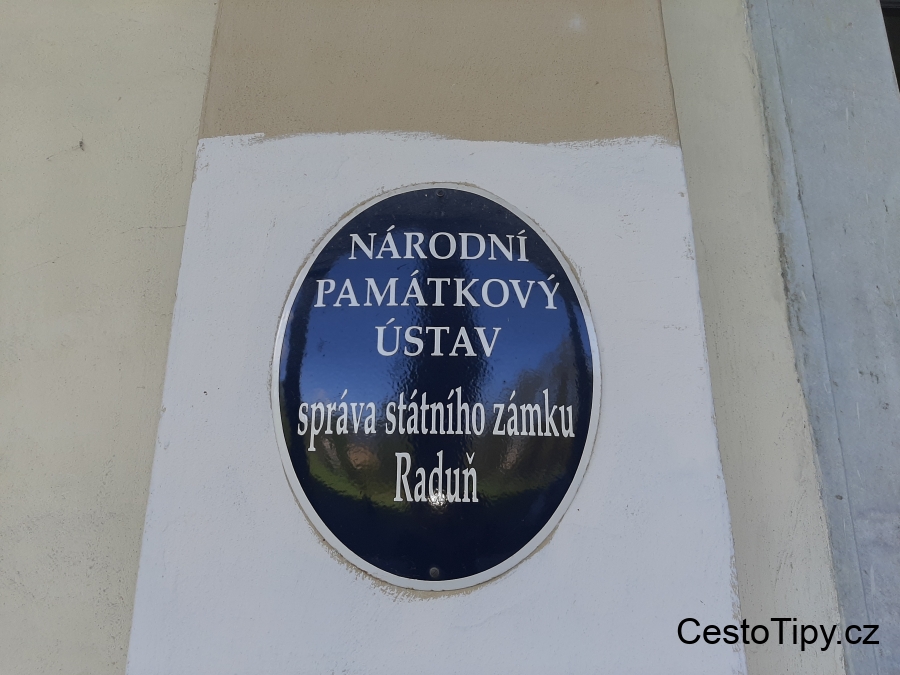 NÁRODNÍ
PAMÁTKOVÝ
ÚSTAV
správa státního zámku
Raduň
CestoTipy.cz